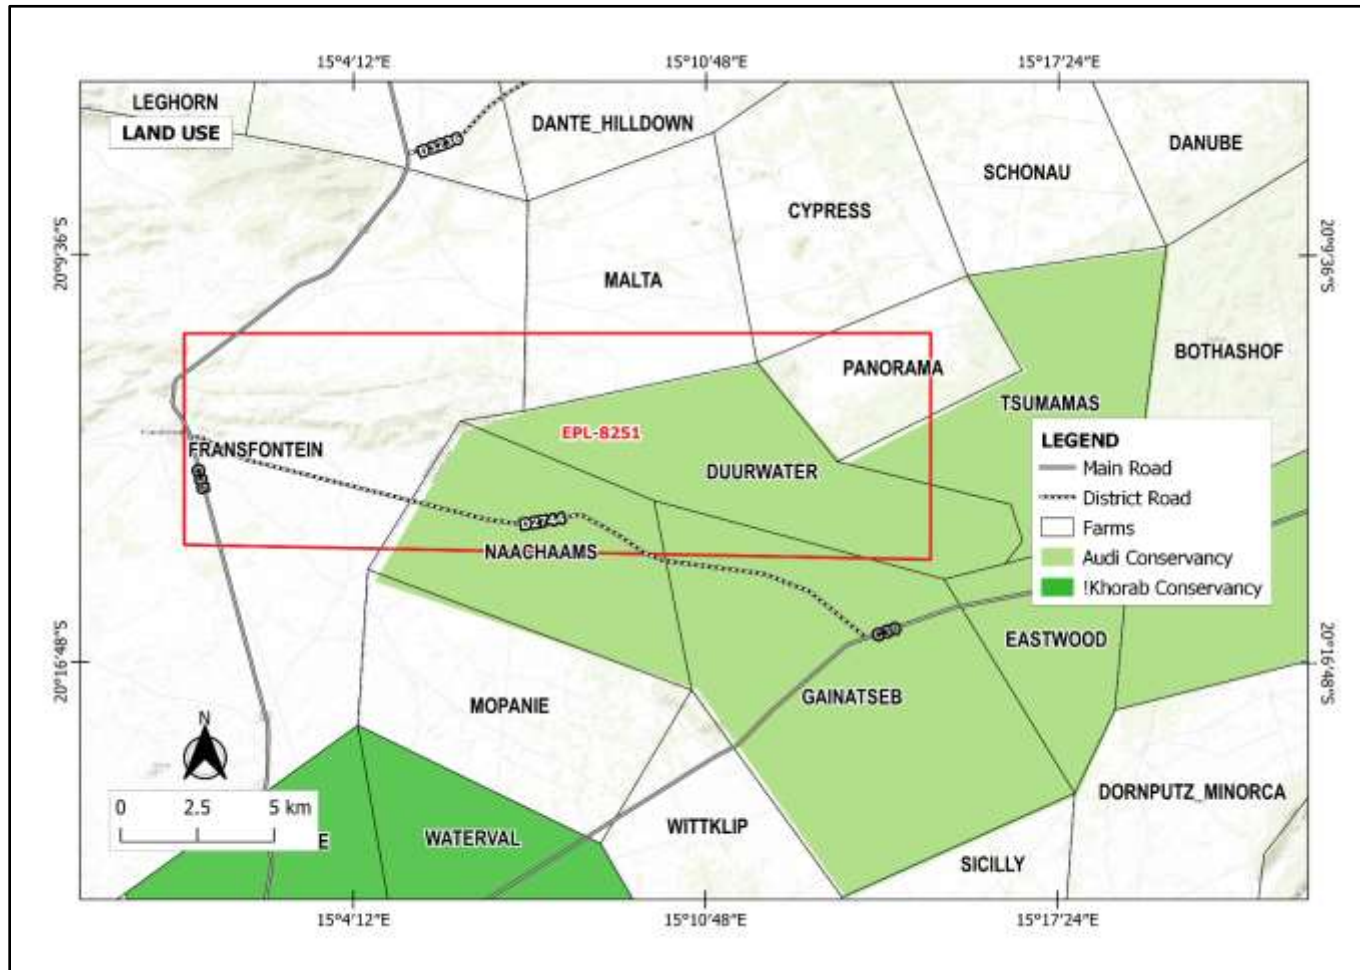 15°4'12"E
15°10'48"E
15°17'24"E
LEGHORN
LAND USE
D3236
DANTE_HILLDOWN
DANUBE
SCHONAU
CYPRESS
20°9'36"S
20°9'36"S
MALTA
BOTHASHOF
PANORAMA
TSUMAMAS
EPL-8251
LEGEND
FRANSFONTEIN
Main Road
DUURWATER
C35
District Road
D2744
Farms
NAACHAAMS
Audi Conservancy
!Khorab Conservancy
C39
EASTWOOD
20°16'48"S
20°16'48"S
GAINATSEB
MOPANIE
N
DORNPUTZ_MINORCA
0 2.5 5 km
WITTKLIP
WATERVAL
E
SICILLY
15°4'12"E
15°10'48"E
15°17'24"E